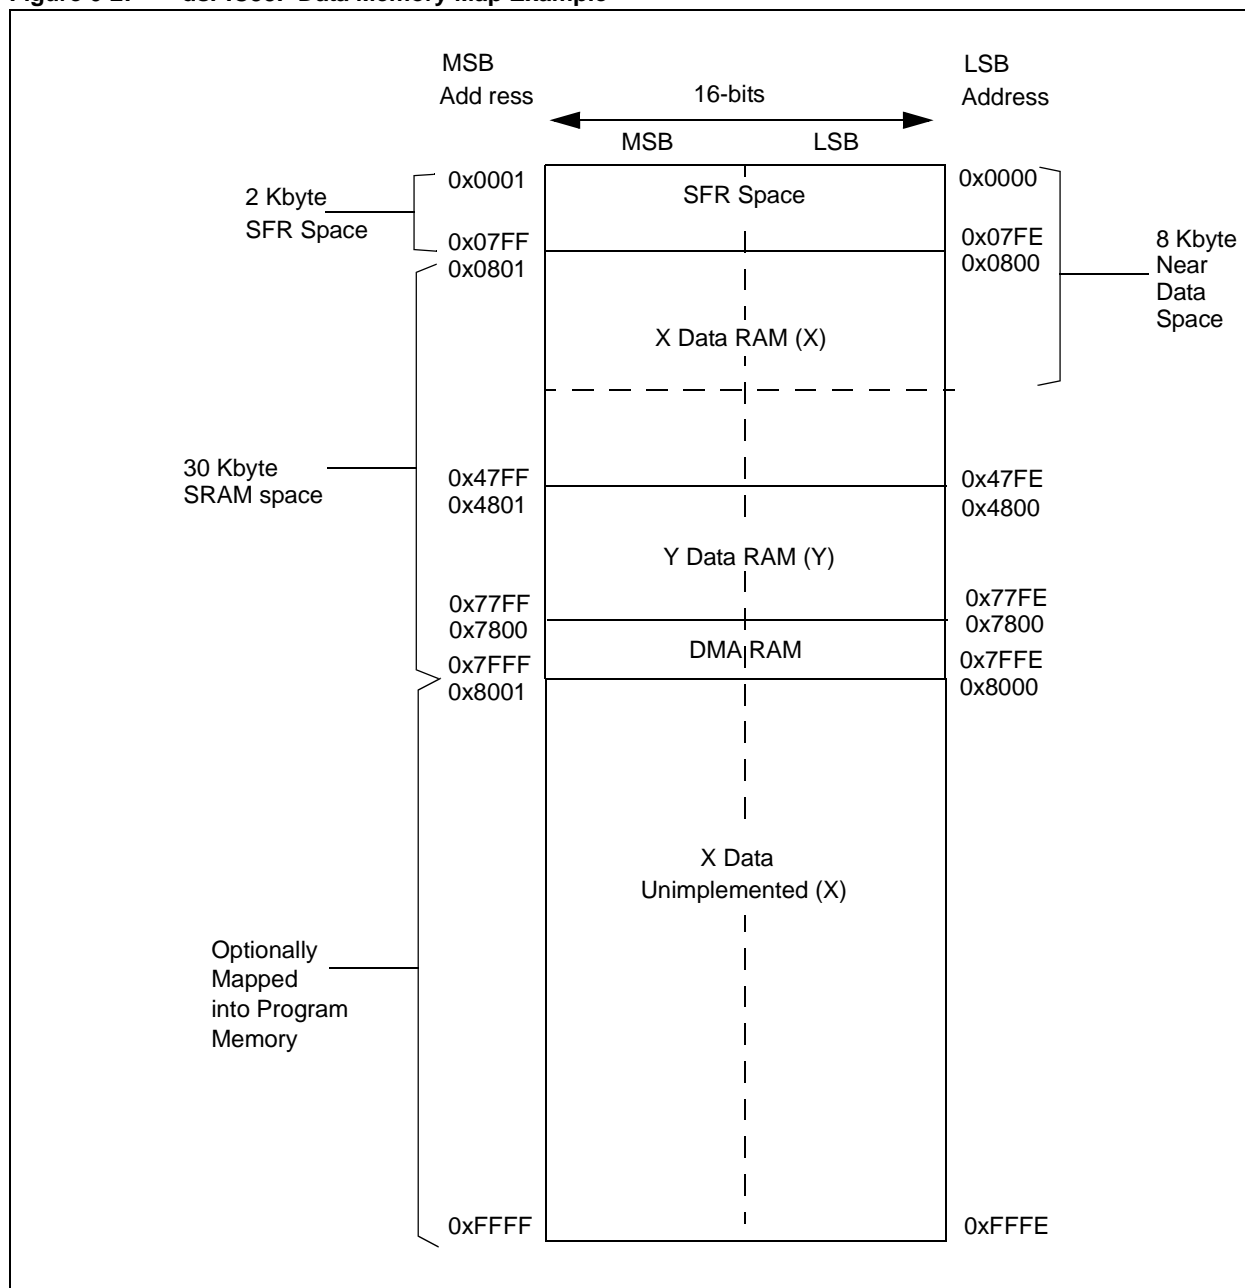 MSB
Add ress
LSB
Address
16-bits
MSB
LSB
0x0001
SFR Space
0x0000
2 Kbyte
SFR Space
0x07FF
0x0801
0x07FE
0x0800
8 Kbyte
Near
Data
Space
X Data RAM (X)
30 Kbyte
SRAM space
0x47FF
0x4801
0x47FE
0x4800
Y Data RAM (Y)
0x77FF
0x7800
0x77FE
0x7800
DMA RAM
0x7FFF
0x8001
0x7FFE
0x8000
X Data
Unimplemented (X)
Optionally
Mapped
into Program
Memory
0xFFFF
0xFFFE